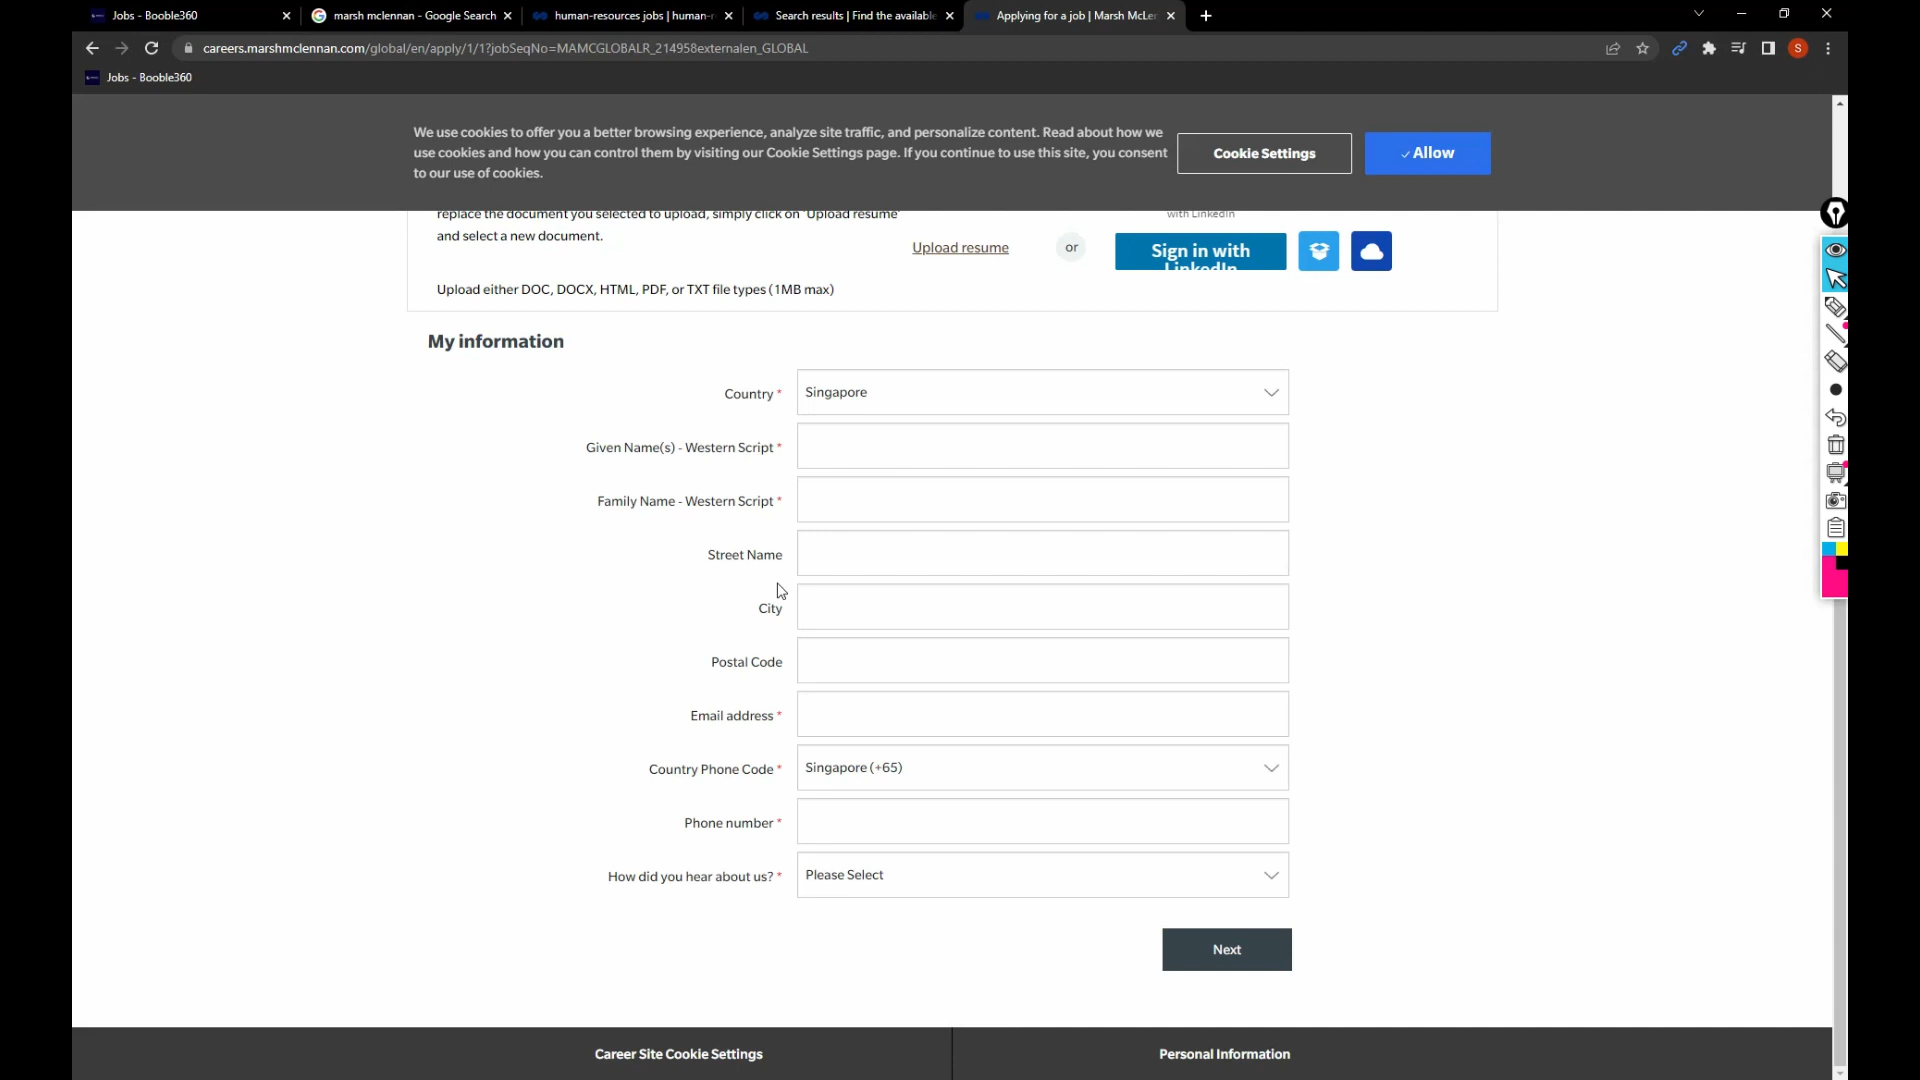 Jobs - Booble360
marsh mclennan - Google Search
human-resources jobs | human-r
Search results | Find the available
Applying for a job | Marsh McLe
careers.marshmclennan.com/global/en/apply/1/1?jobSeqNo=MAMCGLOBALR_214958externalen_GLOBAL
S
Jobs - Booble360
We use cookies to offer you a better browsing experience, analyze site traffic, and personalize content. Read about how we
use cookies and how you can control them by visiting our Cookie Settings page. If you continue to use this site, you consent
to our use of cookies.
Cookie Settings
Allow
replace the document you selected to upload, simply click on 'Upload resume'
and select a new document.
with LinkedIn
Upload resume
or
Sign in with
LinkedIn
Upload either DOC, DOCX, HTML, PDF, or TXT file types (1MB max)
My information
Country * Singapore
Given Name(s) - Western Script *
Family Name - Western Script *
Street Name
City
Postal Code
Email address *
Country Phone Code * Singapore (+65)
Phone number *
How did you hear about us? * Please Select
Next
Career Site Cookie Settings
Personal Information